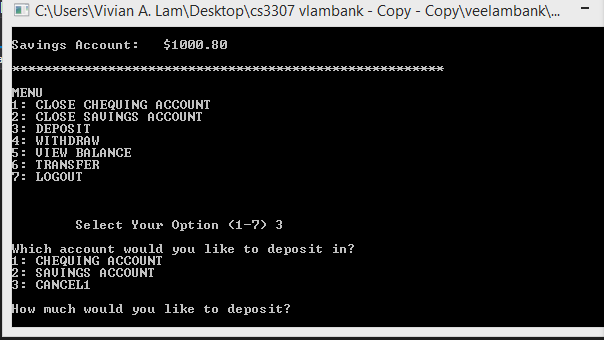 C:\Users\Vivian A. Lam\Desktop\cs3307 vlambank - Copy - Copy\veelambank\...
Savings Account:   $1000.80
******************************************************
MENU
1: CLOSE CHEQUING ACCOUNT
2: CLOSE SAVINGS ACCOUNT
3: DEPOSIT
4: WITHDRAW
5: VIEW BALANCE
6: TRANSFER
7: LOGOUT
Select Your Option (1-7) 3
Which account would you like to deposit in?
1: CHEQUING ACCOUNT
2: SAVINGS ACCOUNT
3: CANCEL1
How much would you like to deposit?